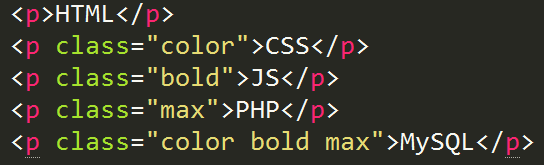 <p>HTML</p>
<p class="color">CSS</p>
<p class="bold">JS</p>
<p class="max">PHP</p>
<p class="color bold max">MySQL</p>